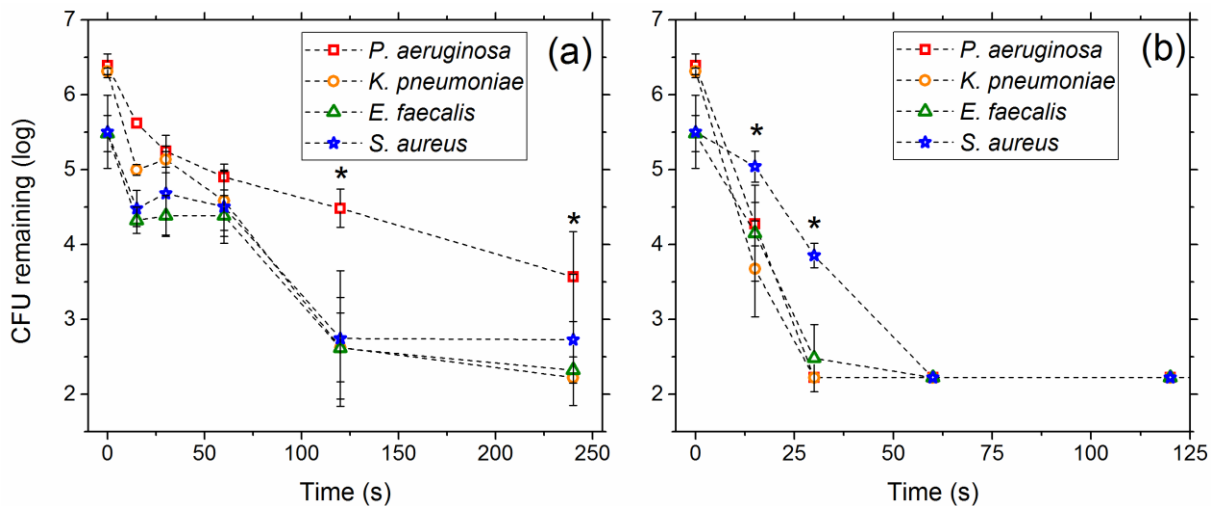 CFU remaining (log)
7
6
5
4
3
2
P. aeruginosa
K. pneumoniae
E. faecalis
S. aureus
(a)
*
*
0 50 100 150 200 250
Time (s)
7
6
5
4
3
2
P. aeruginosa
K. pneumoniae
E. faecalis
S. aureus
(b)
*
*
0 25 50 75 100 125
Time (s)